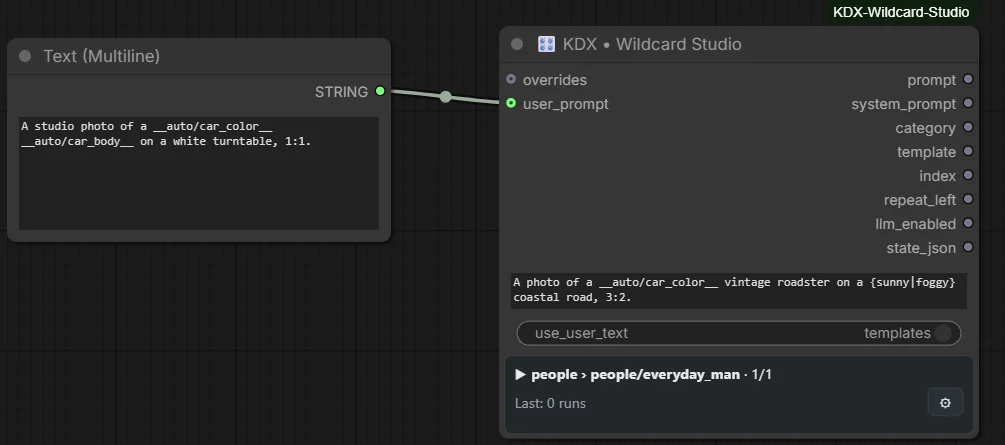 KDX-Wildcard-Studio
Text (Multiline)
STRING
A studio photo of a __auto/car_color__
__auto/car_body__ on a white turntable, 1:1.
KDX • Wildcard Studio
overrides
prompt
user_prompt
system_prompt
category
template
index
repeat_left
llm_enabled
state_json
A photo of a __auto/car_color__ vintage roadster on a {sunny|foggy}
coastal road, 3:2.
use_user_text
templates
▶ people › people/everyday_man · 1/1
Last: 0 runs